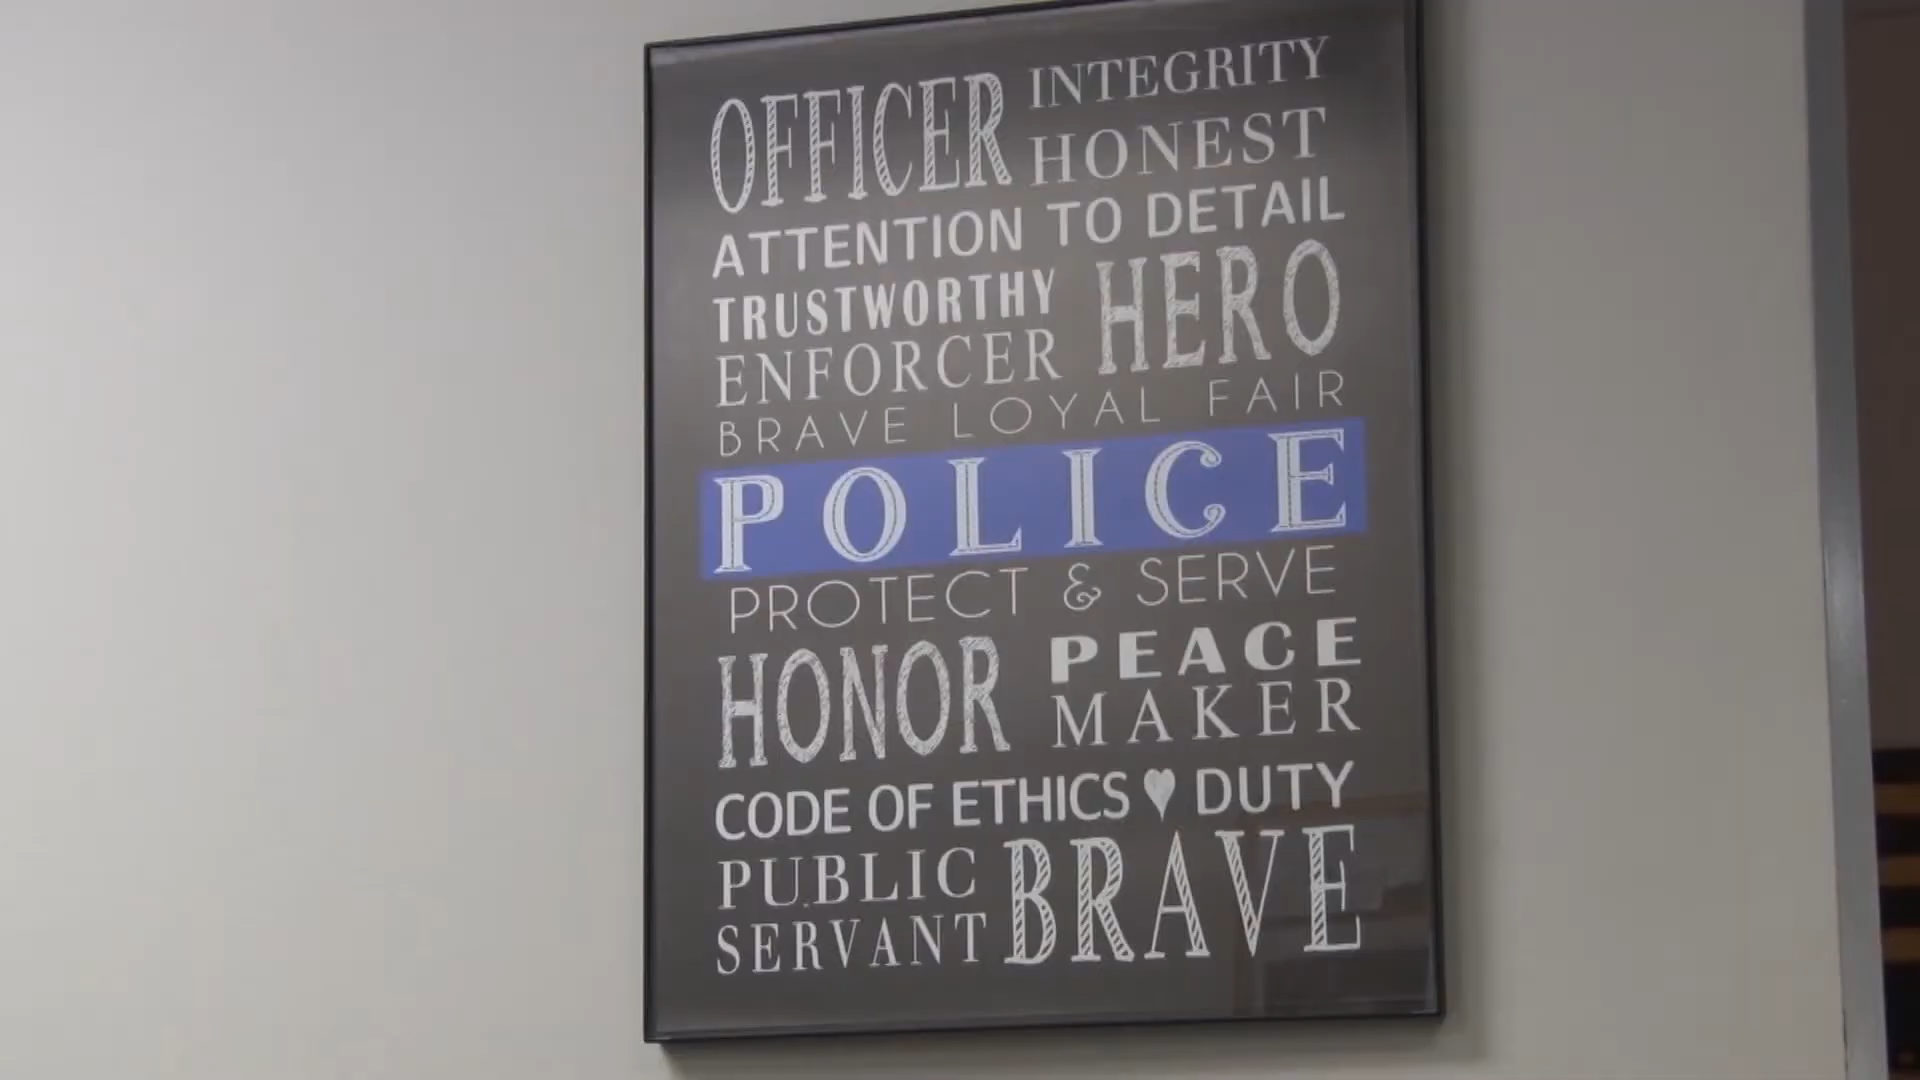 OFFICER INTEGRITY
HONEST
ATTENTION TO DETAIL
TRUSTWORTHY HERO
ENFORCER
BRAVE LOYAL FAIR
POLICE
PROTECT & SERVE
HONOR PEACE
MAKER
CODE OF ETHICS ♥ DUTY
PUBLIC BRAVE
SERVANT